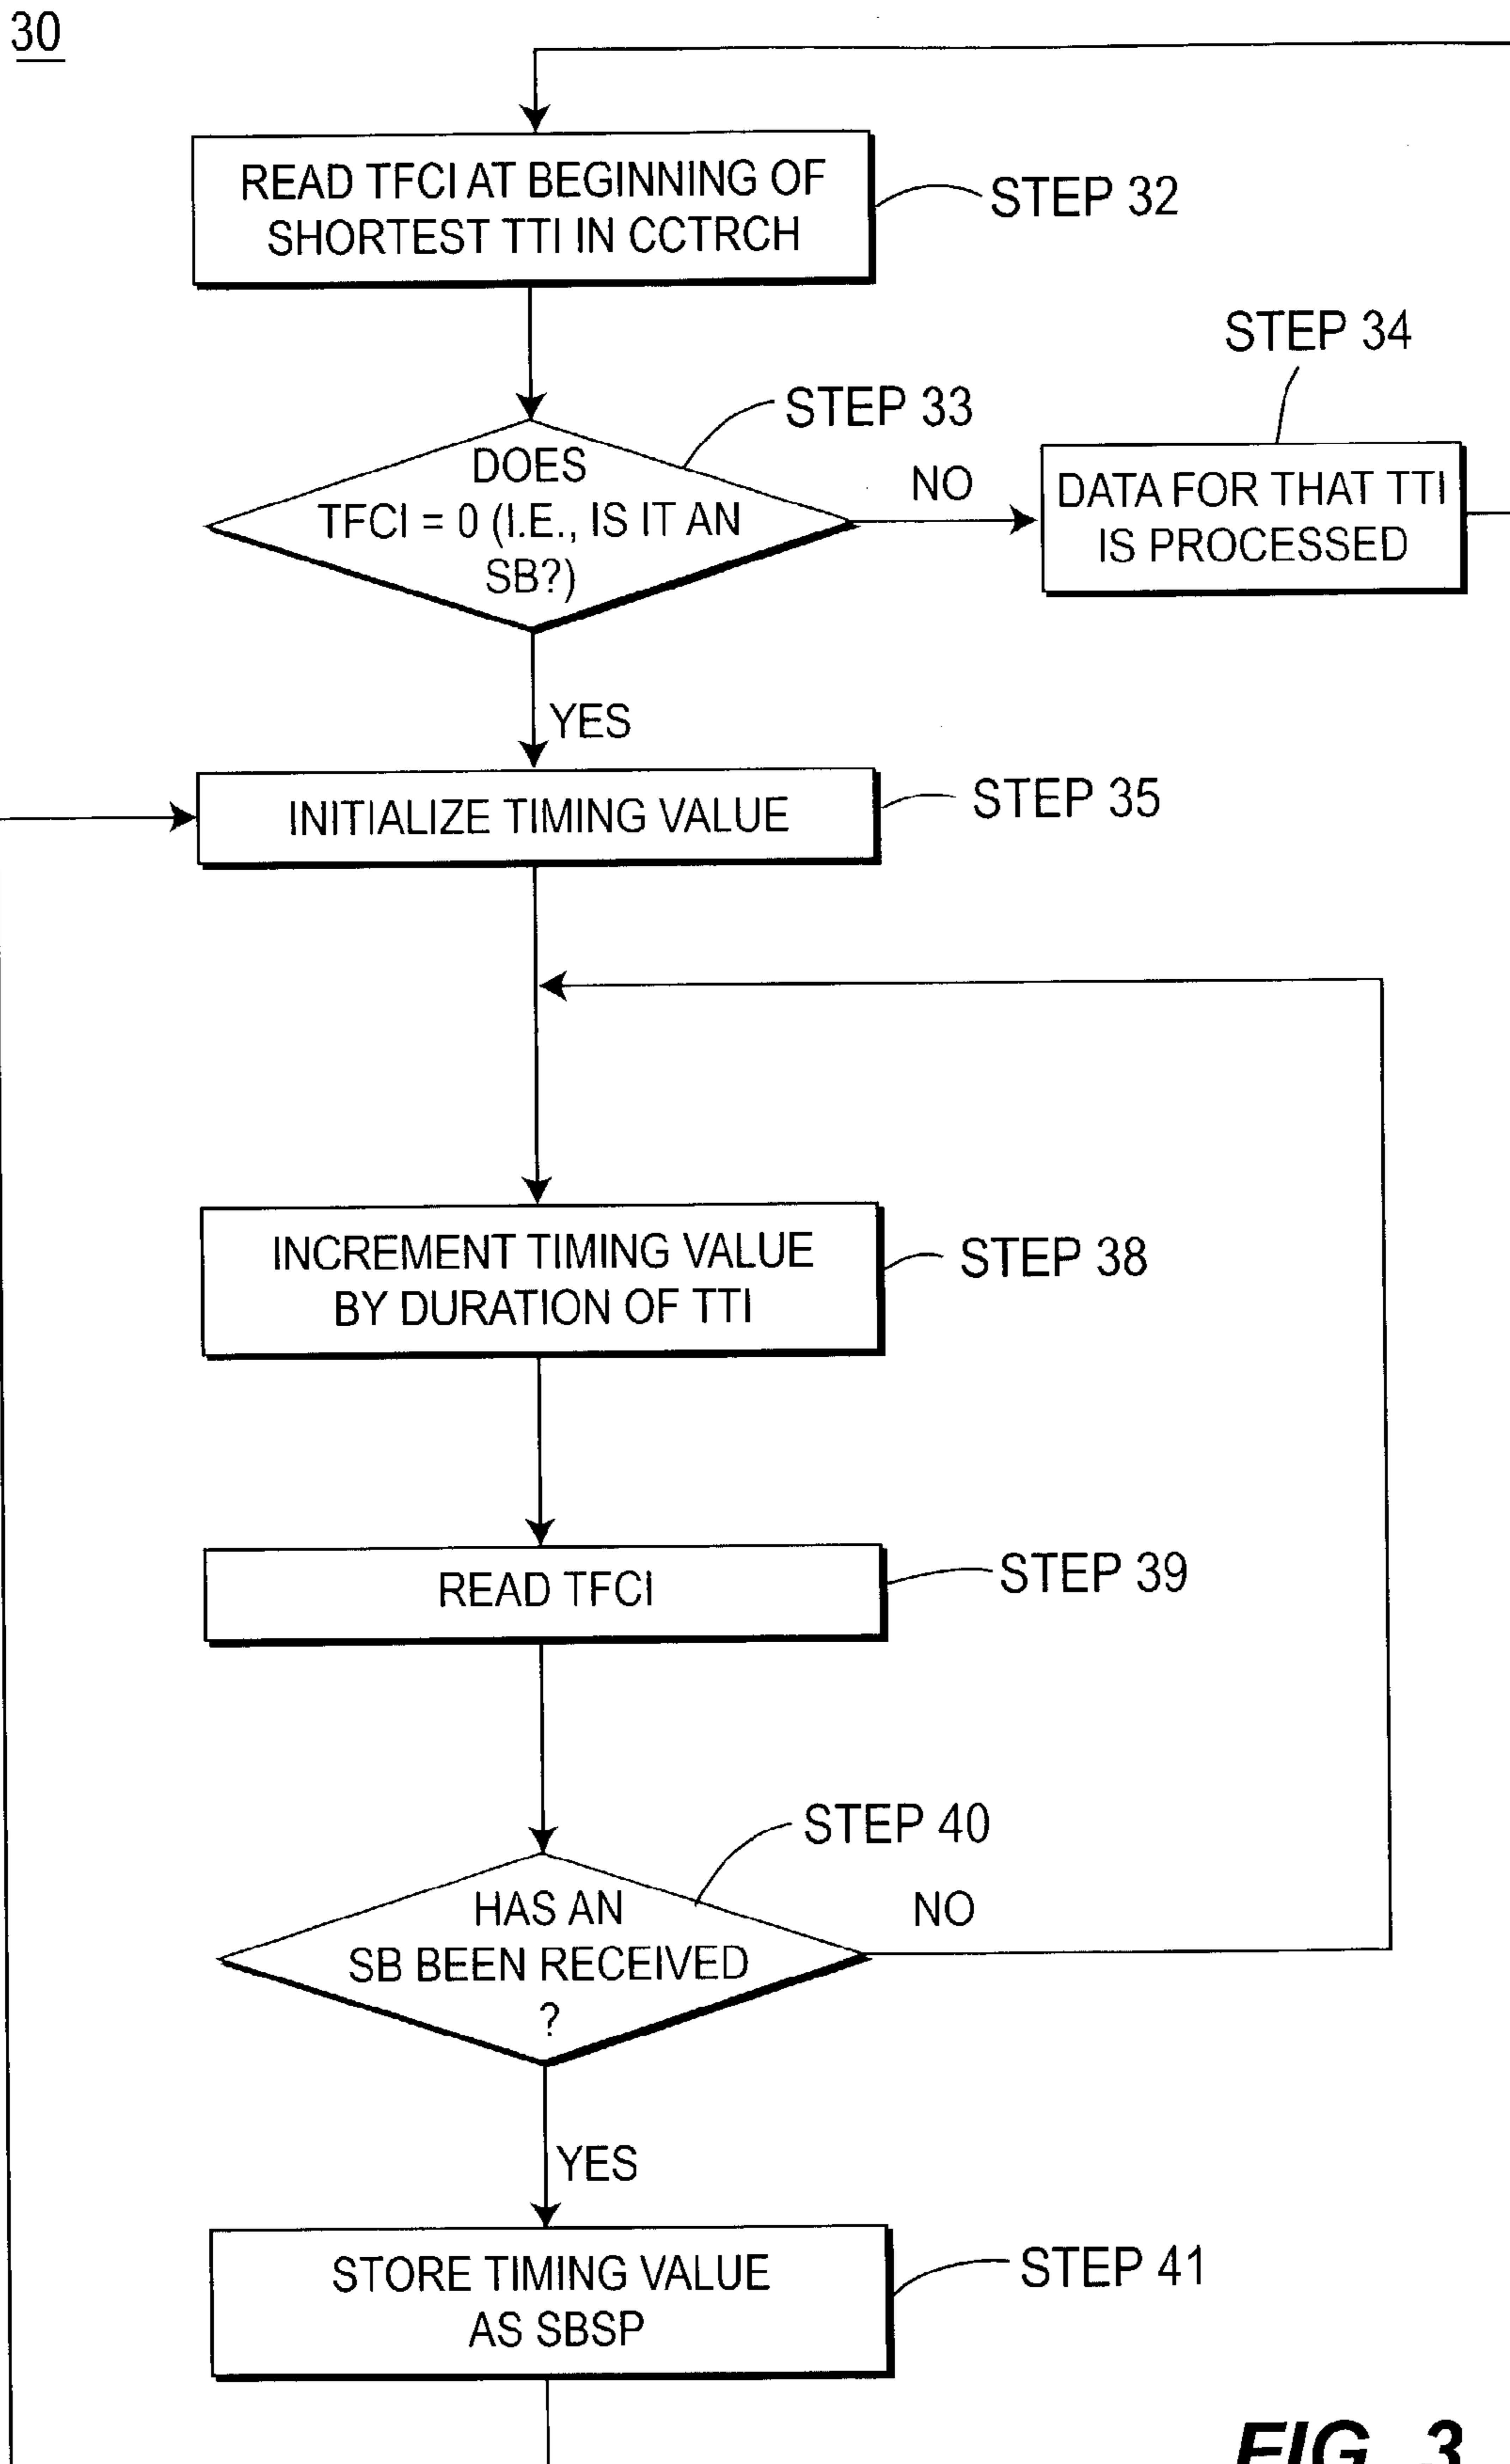 30
READ TFCI AT BEGINNING OF
SHORTEST TTI IN CCTRCH
STEP 32
STEP 33
DOES
TFCI = 0 (I.E., IS IT AN
SB?)
NO
STEP 34
DATA FOR THAT TTI
IS PROCESSED
YES
INITIALIZE TIMING VALUE
STEP 35
INCREMENT TIMING VALUE
BY DURATION OF TTI
STEP 38
READ TFCI
STEP 39
STEP 40
HAS AN
SB BEEN RECEIVED
?
NO
YES
STORE TIMING VALUE
AS SBSP
STEP 41
FIG. 3